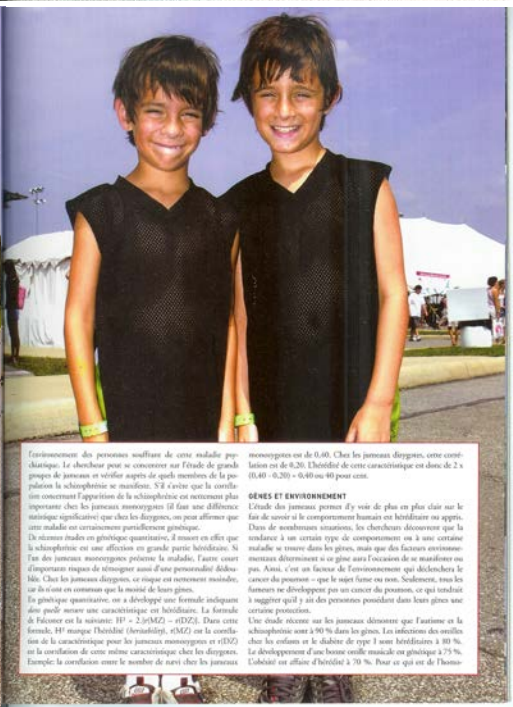 l'environnement des personnes souffrant de cette maladie psy-
chiatrique. Le chercheur peut se concentrer sur l'étude de grands
groupes de jumeaux et vérifier auprès de quels membres de la po-
pulation la schizophrénie se manifeste. S'il s'avère que la corréla-
tion concernant l'apparition de la schizophrénie est nettement plus
importante chez les jumeaux monozygotes (il faut une différence
statistique significative) que chez les dizygotes, on peut affirmer que
cette maladie est certainement partiellement génétique.
De récentes études en génétique quantitative, il ressort en effet que
la schizophrénie est une affection en grande partie héréditaire. Si
l'un des jumeaux monozygotes présente la maladie, l'autre court
d'importants risques de témoigner aussi d'une personnalité dédou-
blée. Chez les jumeaux dizygotes, ce risque est nettement moindre,
car ils n'ont en commun que la moitié de leurs gènes.
En génétique quantitative, on a développé une formule indiquant
dans quelle mesure une caractéristique est héréditaire. La formule
de Falconer est la suivante: H² = 2.[r(MZ) – r(DZ)]. Dans cette
formule, H² marque l'hérédité (heritability), r(MZ) est la corréla-
tion de la caractéristique pour les jumeaux monozygotes et r(DZ)
est la corrélation de cette même caractéristique chez les dizygotes.
Exemple: la corrélation entre le nombre de nævi chez les jumeaux
monozygotes est de 0,40. Chez les jumeaux dizygotes, cette corré-
lation est de 0,20. L'hérédité de cette caractéristique est donc de 2 x
(0,40 - 0,20) = 0,40 ou 40 pour cent.
GÈNES ET ENVIRONNEMENT
L'étude des jumeaux permet d'y voir de plus en plus clair sur le
fait de savoir si le comportement humain est héréditaire ou appris.
Dans de nombreuses situations, les chercheurs découvrent que la
tendance à un certain type de comportement ou à une certaine
maladie se trouve dans les gènes, mais que des facteurs environne-
mentaux déterminent si ce gène aura l'occasion de se manifester ou
pas. Ainsi, c'est un facteur de l'environnement qui déclenchera le
cancer du poumon – que le sujet fume ou non. Seulement, tous les
fumeurs ne développent pas un cancer du poumon, ce qui tendrait
à suggérer qu'il y ait des personnes possédant dans leurs gènes une
certaine protection.
Une étude récente sur les jumeaux démontre que l'autisme et la
schizophrénie sont à 90 % dans les gènes. Les infections des oreilles
chez les enfants et le diabète de type I sont héréditaires à 80 %.
Le développement d'une bonne oreille musicale est génétique à 75 %.
L'obésité est affaire d'hérédité à 70 %. Pour ce qui est de l'homo-